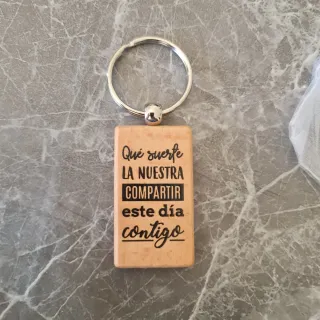 Qué suerte
LA NUESTRA
COMPARTIR
este día
contigo